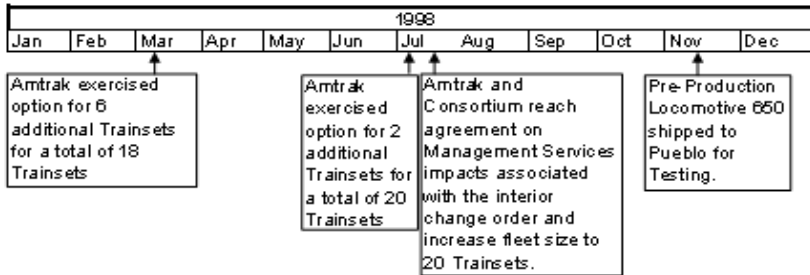 1998
Jan Feb Mar Apr May Jun Jul Aug Sep Oct Nov Dec
Amtrak exercised
option for 6
additional Trainsets
for a total of 18
Trainsets
Amtrak
exercised
option for 2
additional
Trainsets for
a total of 20
Trainsets
Amtrak and
Consortium reach
agreement on
Management Services
impacts associated
with the interior
change order and
increase fleet size to
20 Trainsets.
Pre-Production
Locomotive 650
shipped to
Pueblo for
Testing.